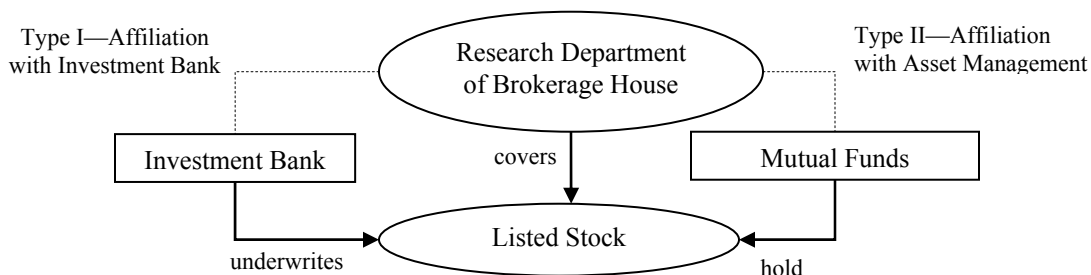 Type I—Affiliation
with Investment Bank
Research Department
of Brokerage House
Type II—Affiliation
with Asset Management
Investment Bank
covers
Mutual Funds
Listed Stock
underwrites
hold